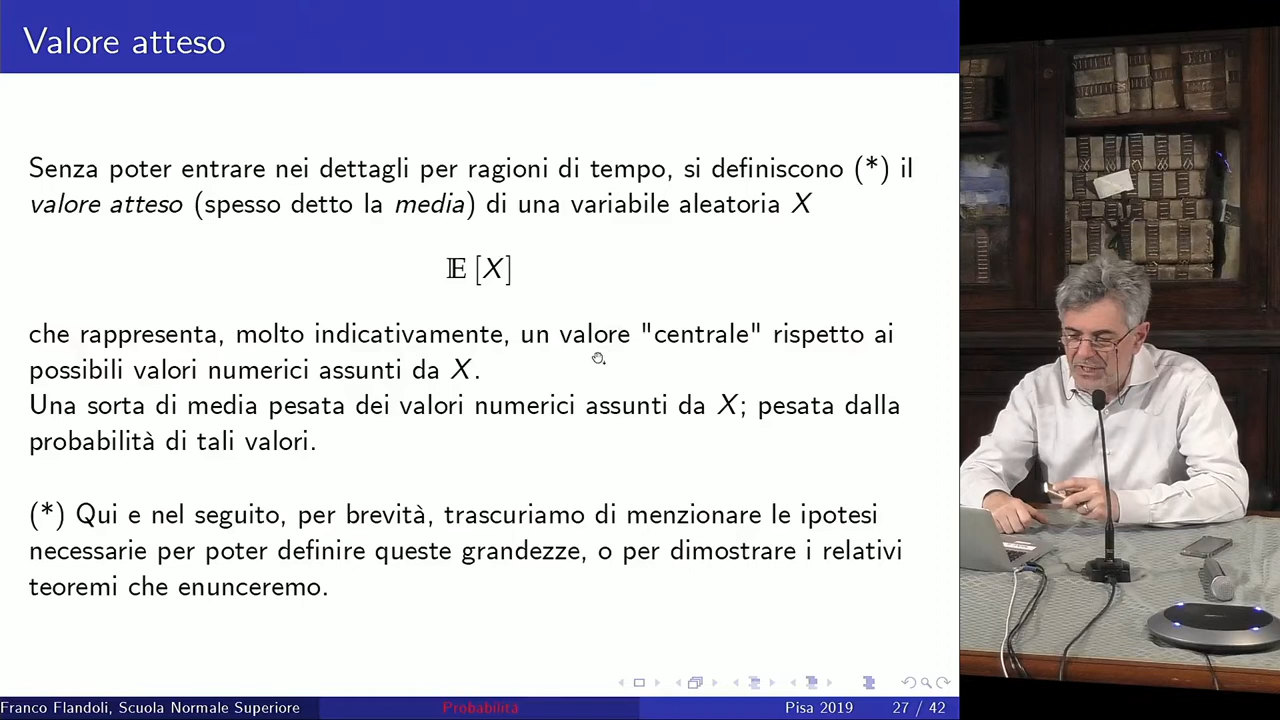 Valore atteso
Senza poter entrare nei dettagli per ragioni di tempo, si definiscono (*) il
valore atteso (spesso detto la media) di una variabile aleatoria X
𝔼 [X]
che rappresenta, molto indicativamente, un valore "centrale" rispetto ai
possibili valori numerici assunti da X.
Una sorta di media pesata dei valori numerici assunti da X; pesata dalla
probabilità di tali valori.
(*) Qui e nel seguito, per brevità, trascuriamo di menzionare le ipotesi
necessarie per poter definire queste grandezze, o per dimostrare i relativi
teoremi che enunceremo.
Franco Flandoli, Scuola Normale Superiore Probabilità Pisa 2019 27 / 42